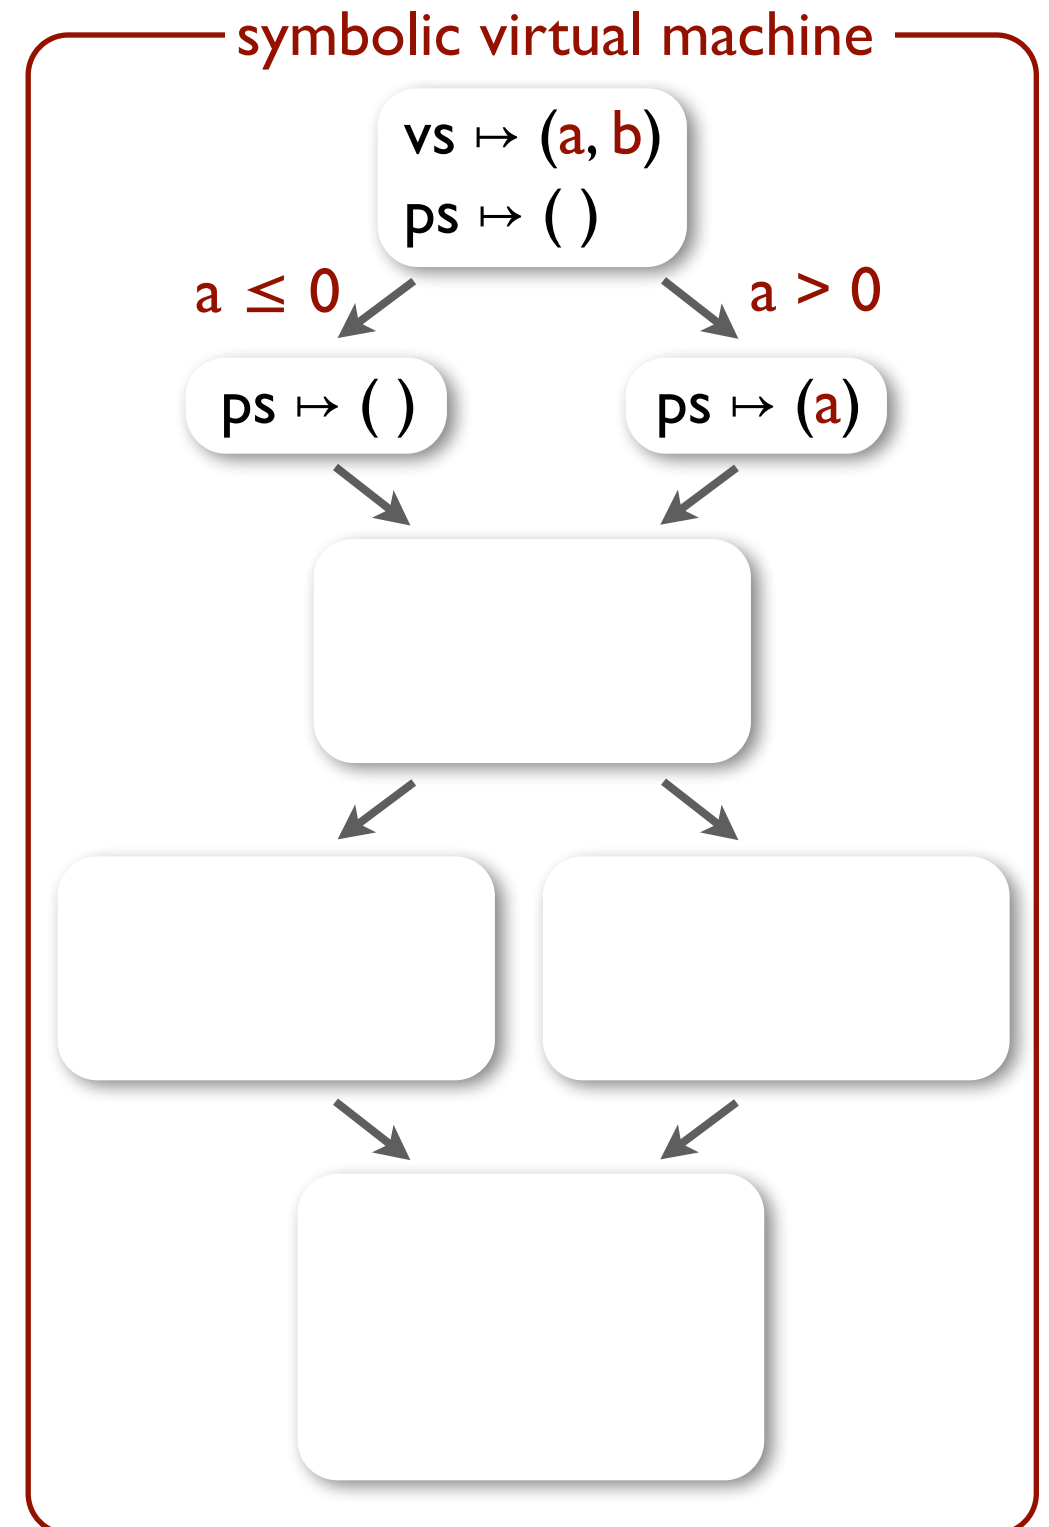 symbolic virtual machine
vs ↦ (a, b)
ps ↦ ( )
a ≤ 0
a > 0
ps ↦ ( )
ps ↦ (a)